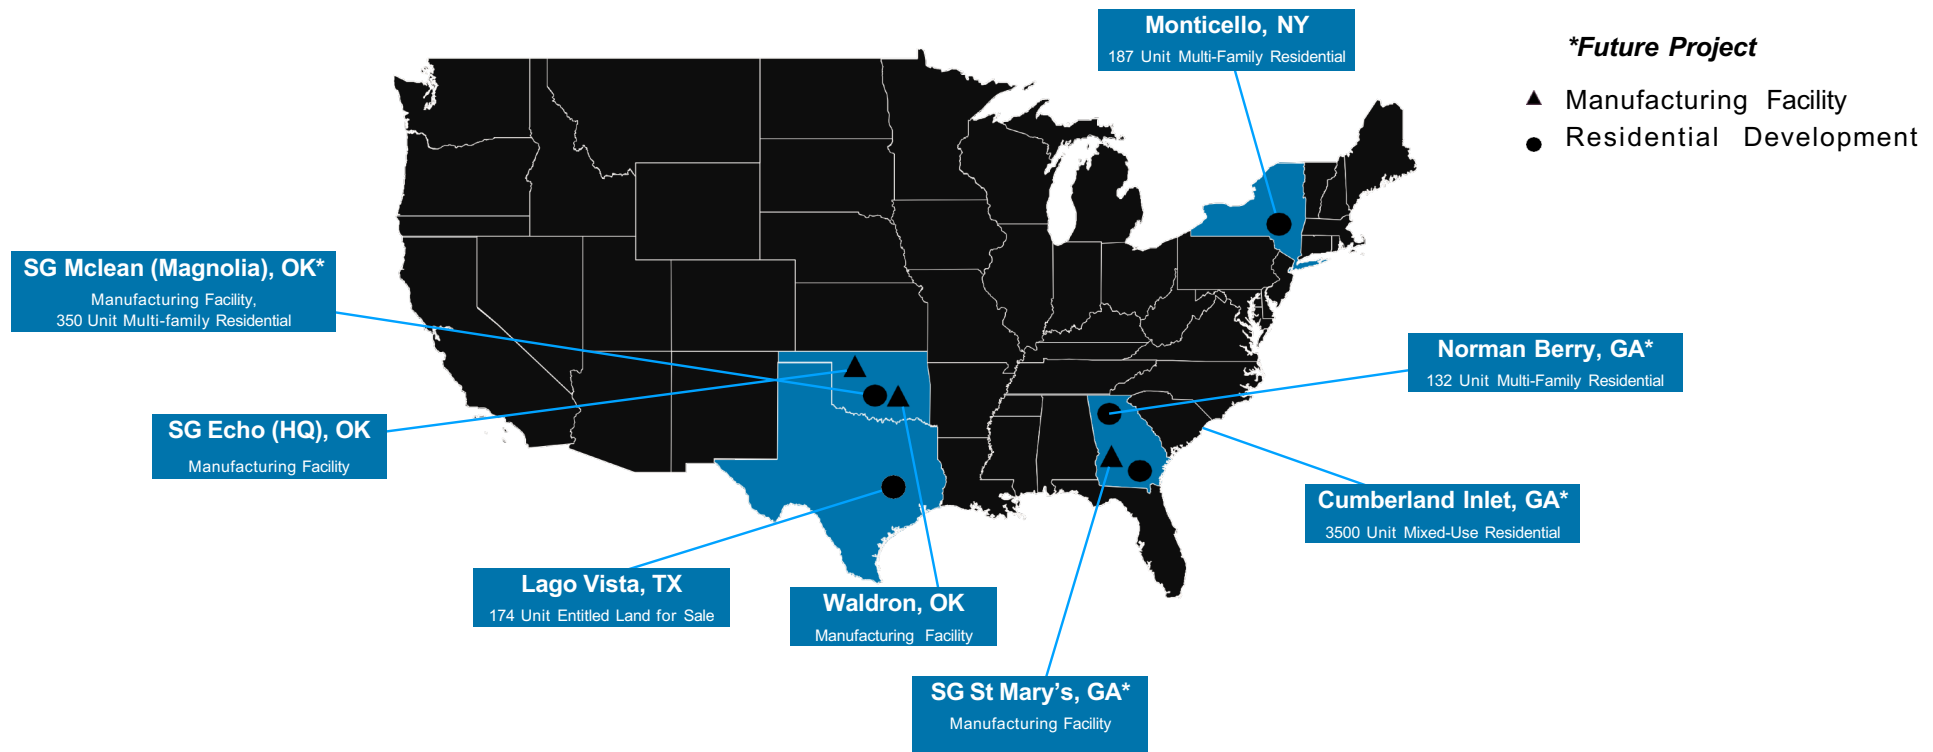 Monticello, NY
187 Unit Multi-Family Residential
*Future Project
Manufacturing Facility
Residential Development
SG Mclean (Magnolia), OK*
Manufacturing Facility,
350 Unit Multi-family Residential
Norman Berry, GA*
132 Unit Multi-Family Residential
SG Echo (HQ), OK
Manufacturing Facility
Cumberland Inlet, GA*
3500 Unit Mixed-Use Residential
Lago Vista, TX
174 Unit Entitled Land for Sale
Waldron, OK
Manufacturing Facility
SG St Mary’s, GA*
Manufacturing Facility